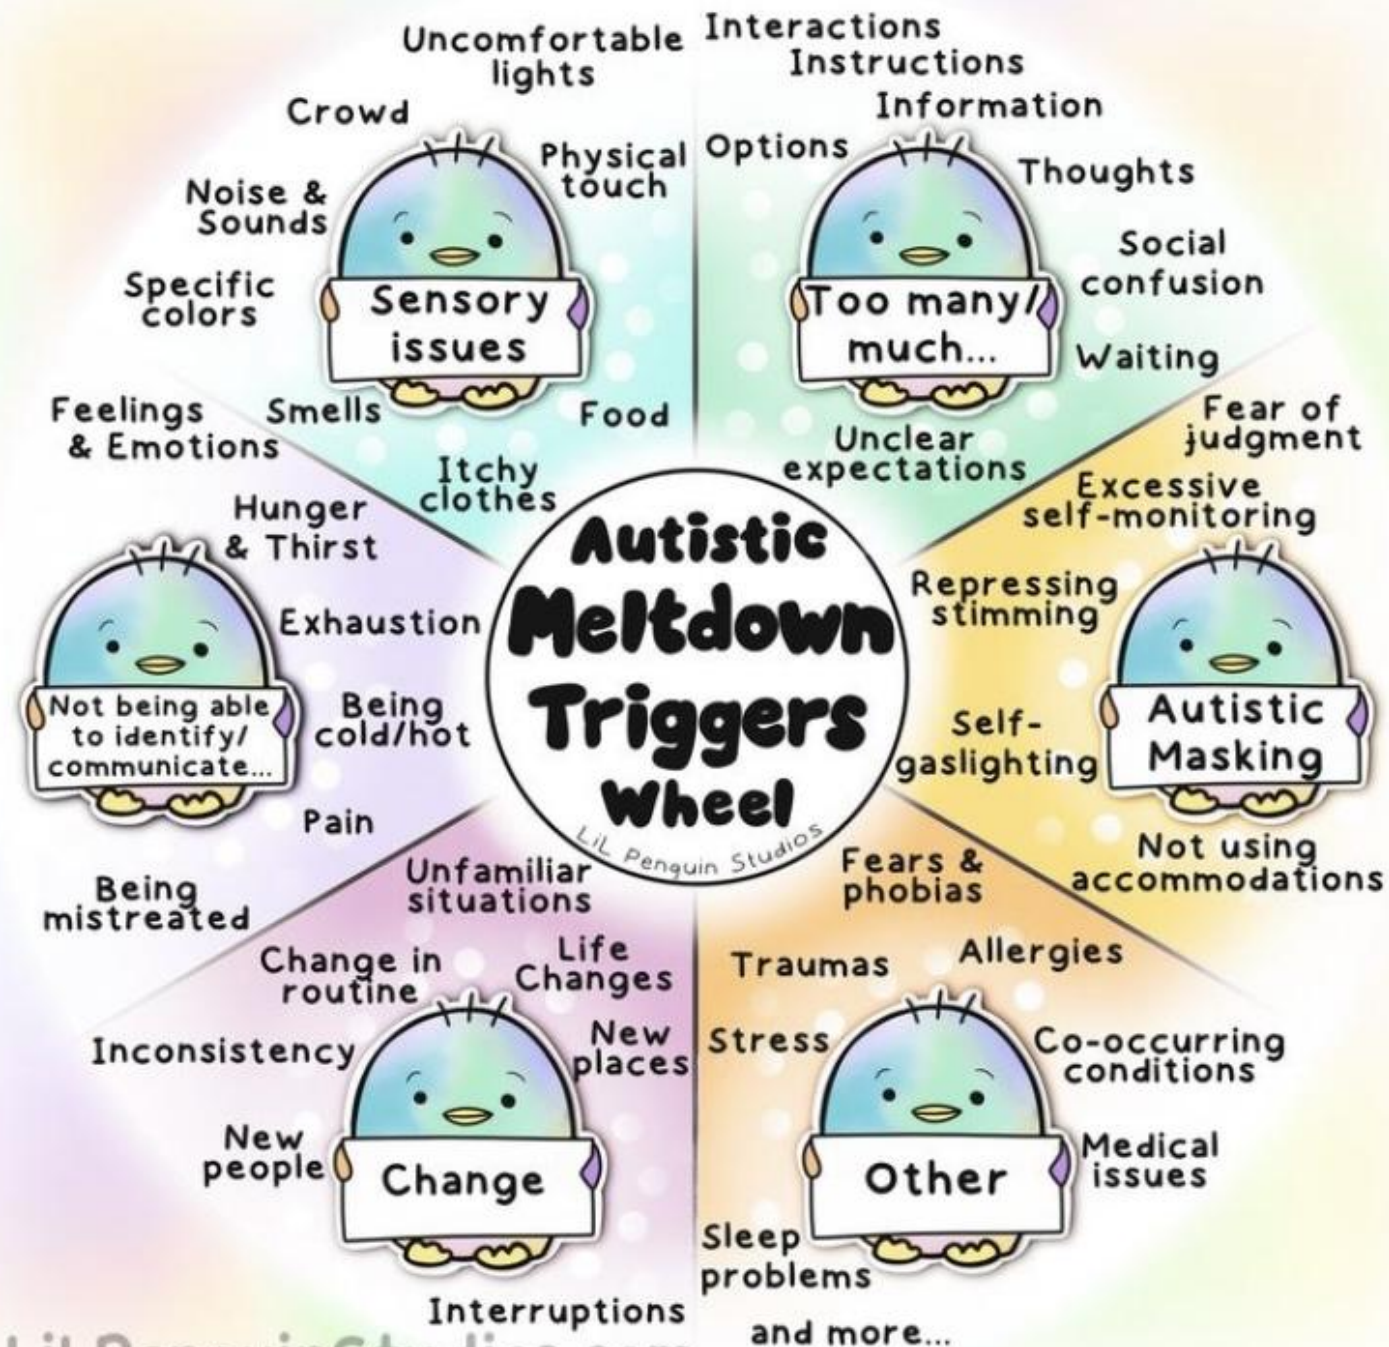 Uncomfortable
lights
Crowd
Physical
touch
Noise &
Sounds
Specific
colors
Sensory
issues
Smells
Food
Itchy
clothes
Interactions
Instructions
Information
Options
Thoughts
Social
confusion
Too many/
much...
Waiting
Unclear
expectations
Fear of
judgment
Excessive
self-monitoring
Repressing
stimming
Self-
gaslighting
Autistic
Masking
Not using
accommodations
Feelings
& Emotions
Hunger
& Thirst
Exhaustion
Not being able
to identify/
communicate...
Being
cold/hot
Pain
Being
mistreated
Autistic
Meltdown
Triggers
Wheel
LiL Penguin Studios
Unfamiliar
situations
Change in
routine
Life
Changes
Inconsistency
New
places
New
people
Change
Interruptions
Fears &
phobias
Traumas
Allergies
Stress
Co-occurring
conditions
Medical
issues
Other
Sleep
problems
and more...
LiLPenguinStudios.com